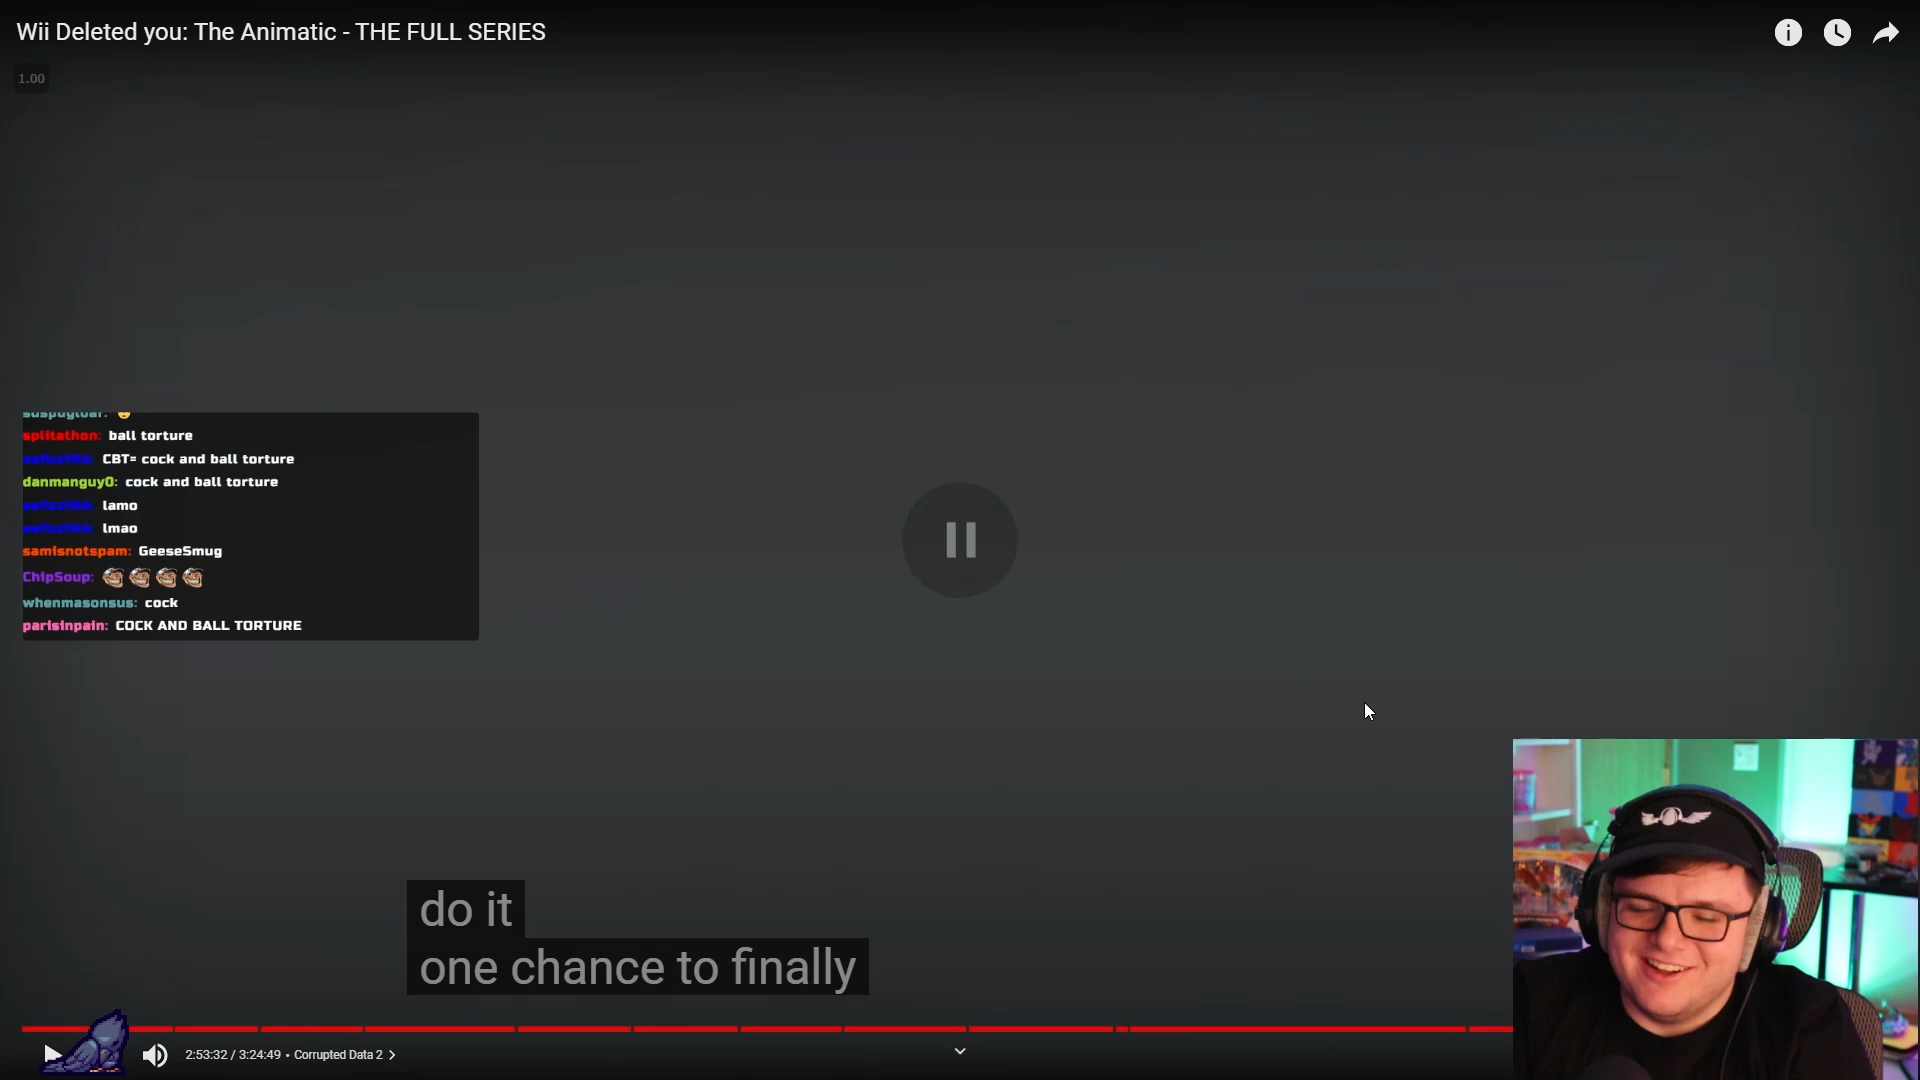 Wii Deleted you: The Animatic - THE FULL SERIES
1.00
splitathon: ball torture
CBT= cock and ball torture
danmanguy0: cock and ball torture
lamo
lmao
samisnotspam: GeeseSmug
ChipSoup:
whenmasonsus: cock
parisinpain: COCK AND BALL TORTURE
do it
one chance to finally
2:53:32 / 3:24:49 • Corrupted Data 2